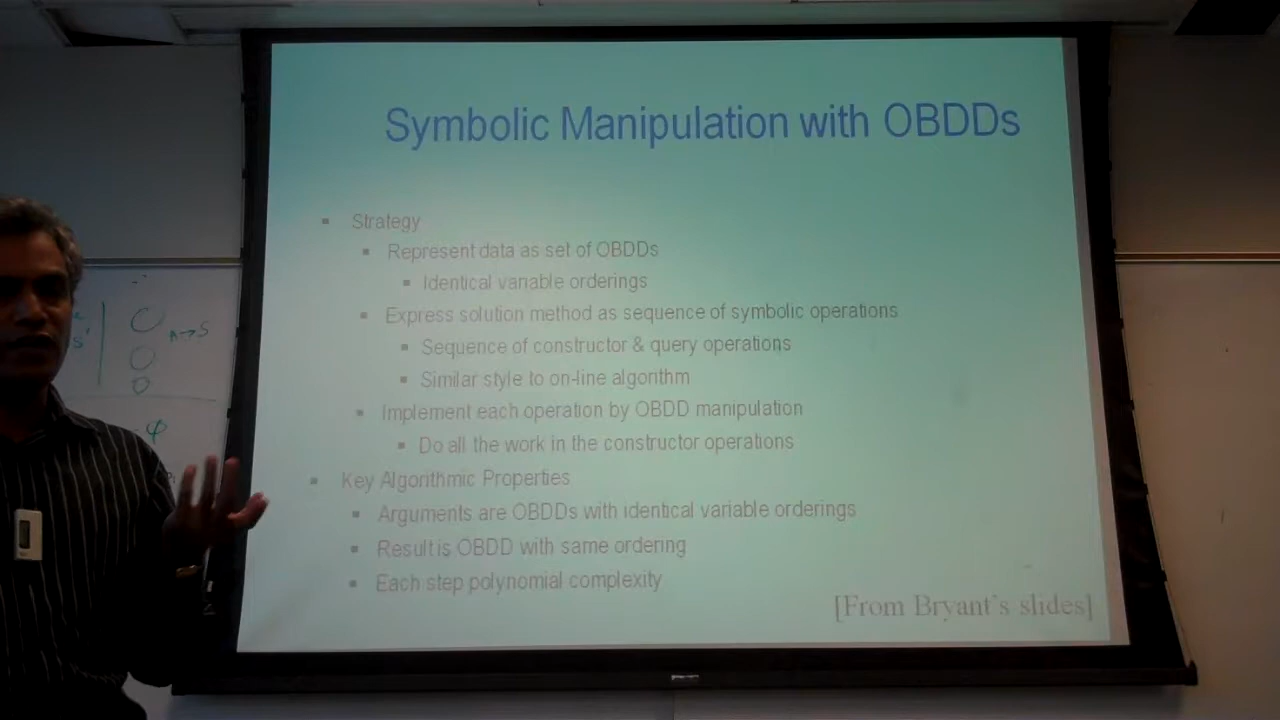 Symbolic Manipulation with OBDDs
▪ Strategy
▪ Represent data as set of OBDDs
▪ Identical variable orderings
▪ Express solution method as sequence of symbolic operations
▪ Sequence of constructor & query operations
▪ Similar style to on-line algorithm
▪ Implement each operation by OBDD manipulation
▪ Do all the work in the constructor operations
▪ Key Algorithmic Properties
▪ Arguments are OBDDs with identical variable orderings
▪ Result is OBDD with same ordering
▪ Each step polynomial complexity
[From Bryant's slides]
A→S
φ